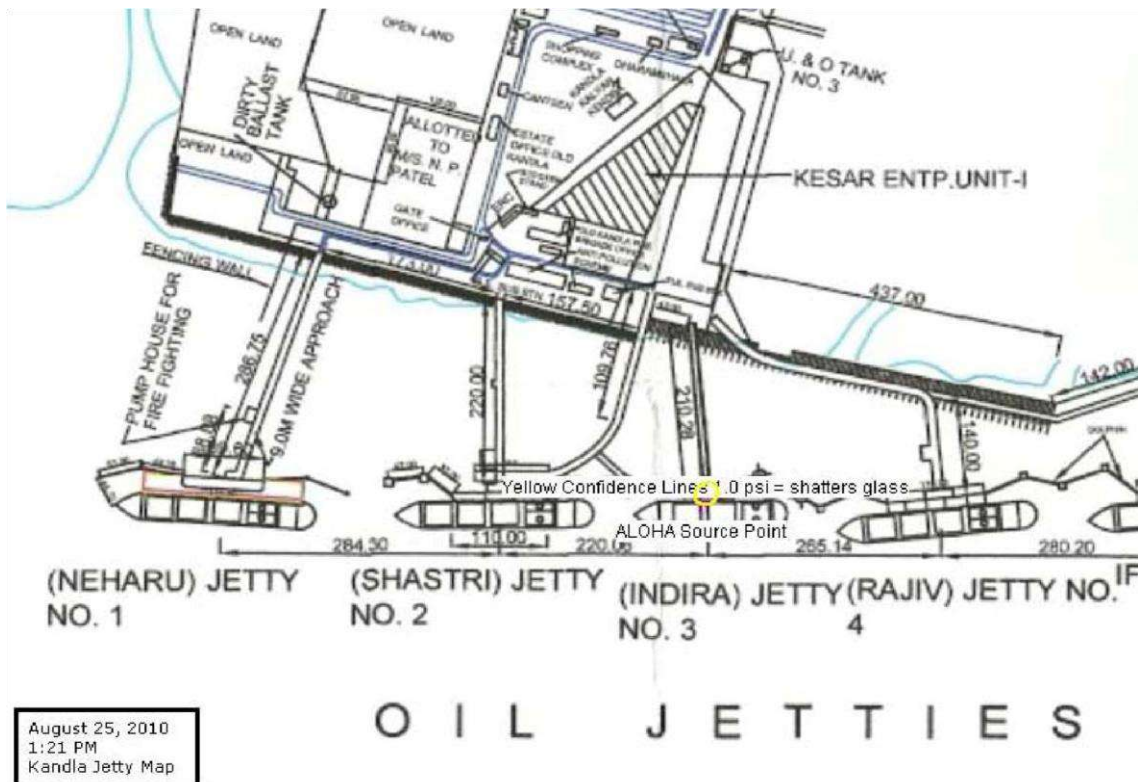 OPEN LAND
OPEN LAND
SHOPPING
COMPLEX
U. & O TANK
NO. 3
DIRTY
BALLAST
TANK
KANDLA
CANTEEN
ALLOTTED
TO
M/S. N. P.
PATEL
ESTATE
OFFICE OLD
KANDLA
OPEN LAND
KESAR ENTP.UNIT-I
GATE
OFFICE
FENCING WALL
173.00
157.50
437.00
142.00
PUMP HOUSE FOR
FIRE FIGHTING
286.75
9.0M WIDE APPROACH
220.00
109.76
210.28
140.00
DOLPHIN
Yellow Confidence Lines 1.0 psi = shatters glass
ALOHA Source Point
110.00
284.50
220.06
265.14
280.20
(NEHARU) JETTY
NO. 1
(SHASTRI) JETTY
NO. 2
(INDIRA) JETTY
NO. 3
(RAJIV) JETTY NO.
4
OIL JETTIES
August 25, 2010
1:21 PM
Kandla Jetty Map